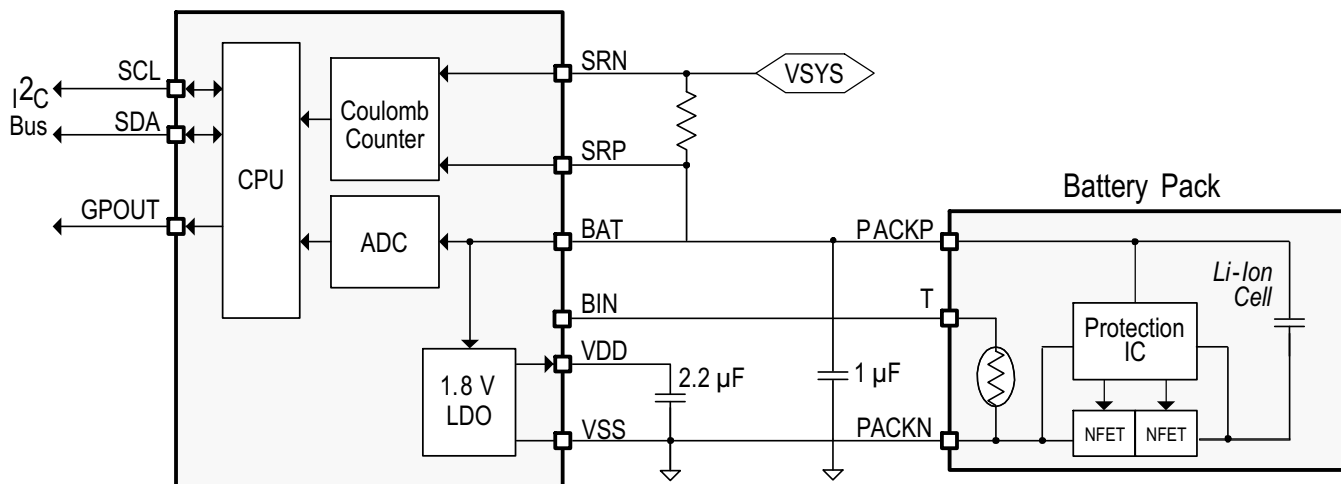 I2C
Bus
SCL
SDA
GPOUT
CPU
Coulomb
Counter
ADC
1.8 V
LDO
SRN
SRP
BAT
BIN
VDD
VSS
VSYS
2.2 µF
1 µF
Battery Pack
PACKP
T
PACKN
Li-Ion
Cell
Protection
IC
NFET
NFET